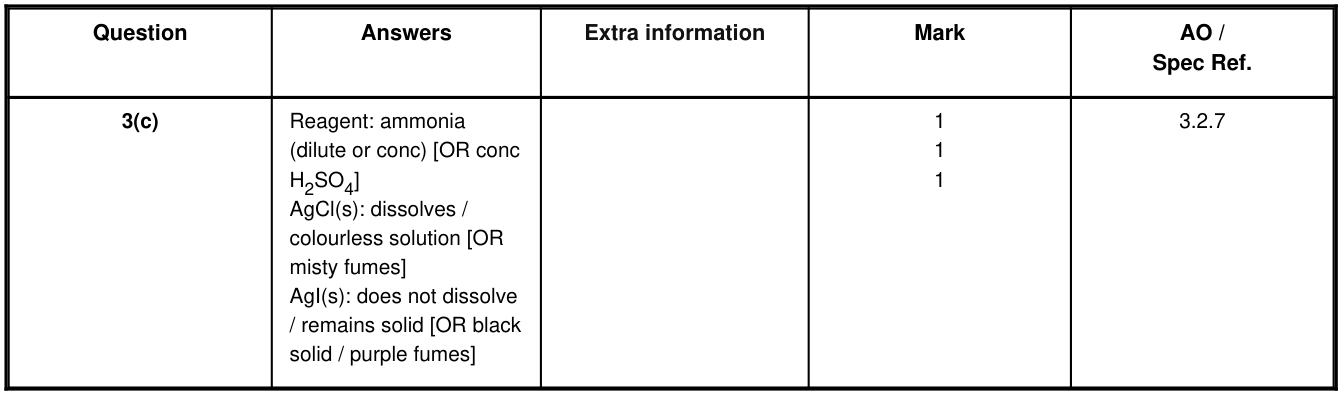 Question Answers Extra information Mark AO /
Spec Ref.
3(c) Reagent: ammonia 1 3.2.7
(dilute or conc) [OR conc 1
H₂SO₄] 1
AgCl(s): dissolves /
colourless solution [OR
misty fumes]
AgI(s): does not dissolve
/ remains solid [OR black
solid / purple fumes]